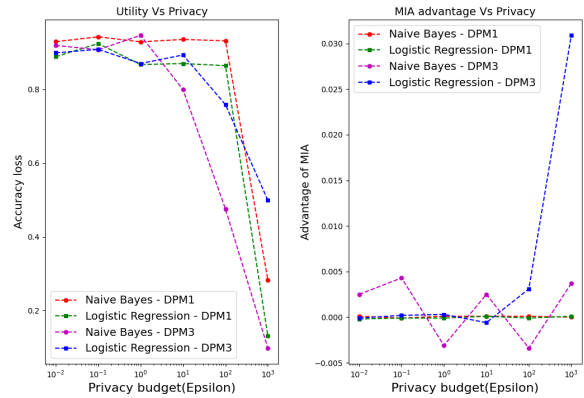 Utility Vs Privacy
Accuracy loss
0.8
0.6
0.4
0.2
Naive Bayes - DPM1
Logistic Regression - DPM1
Naive Bayes - DPM3
Logistic Regression - DPM3
10⁻² 10⁻¹ 10⁰ 10¹ 10² 10³
Privacy budget(Epsilon)
MIA advantage Vs Privacy
Advantage of MIA
0.030
0.025
0.020
0.015
0.010
0.005
0.000
−0.005
Naive Bayes - DPM1
Logistic Regression- DPM1
Naive Bayes - DPM3
Logistic Regression - DPM3
10⁻² 10⁻¹ 10⁰ 10¹ 10² 10³
Privacy budget(Epsilon)